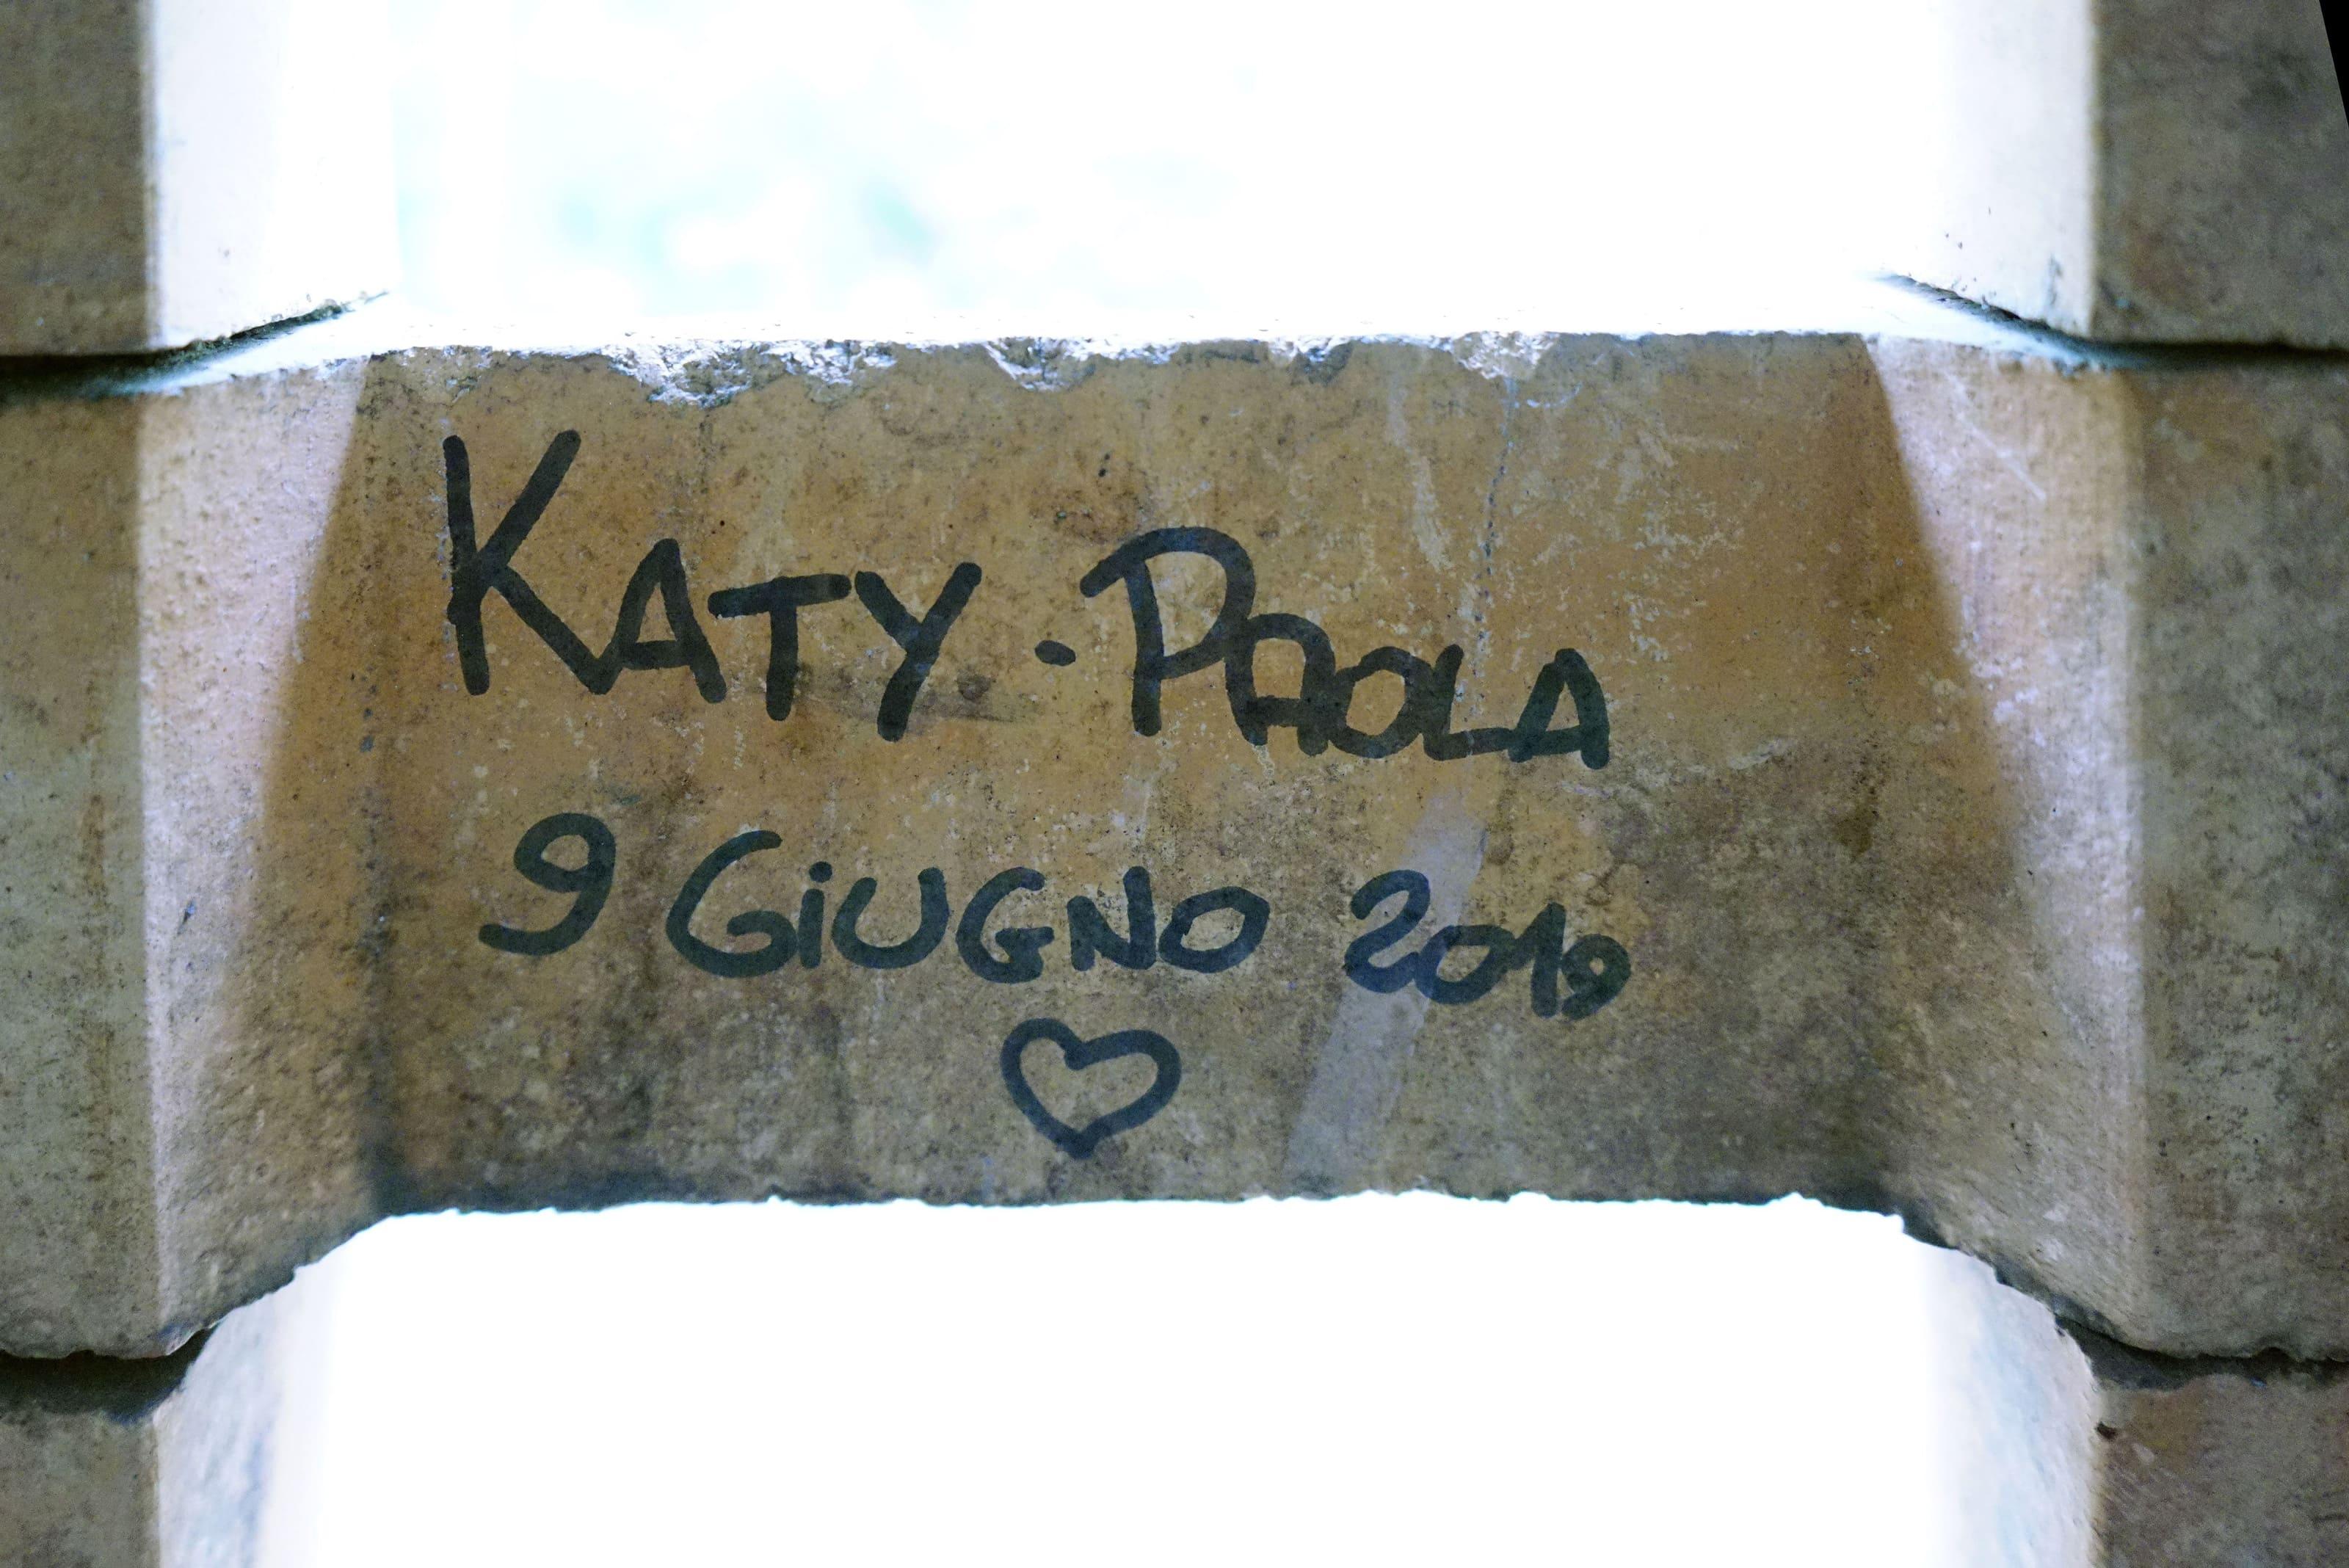 KATY - PAOLA
9 GiUGNO 2019